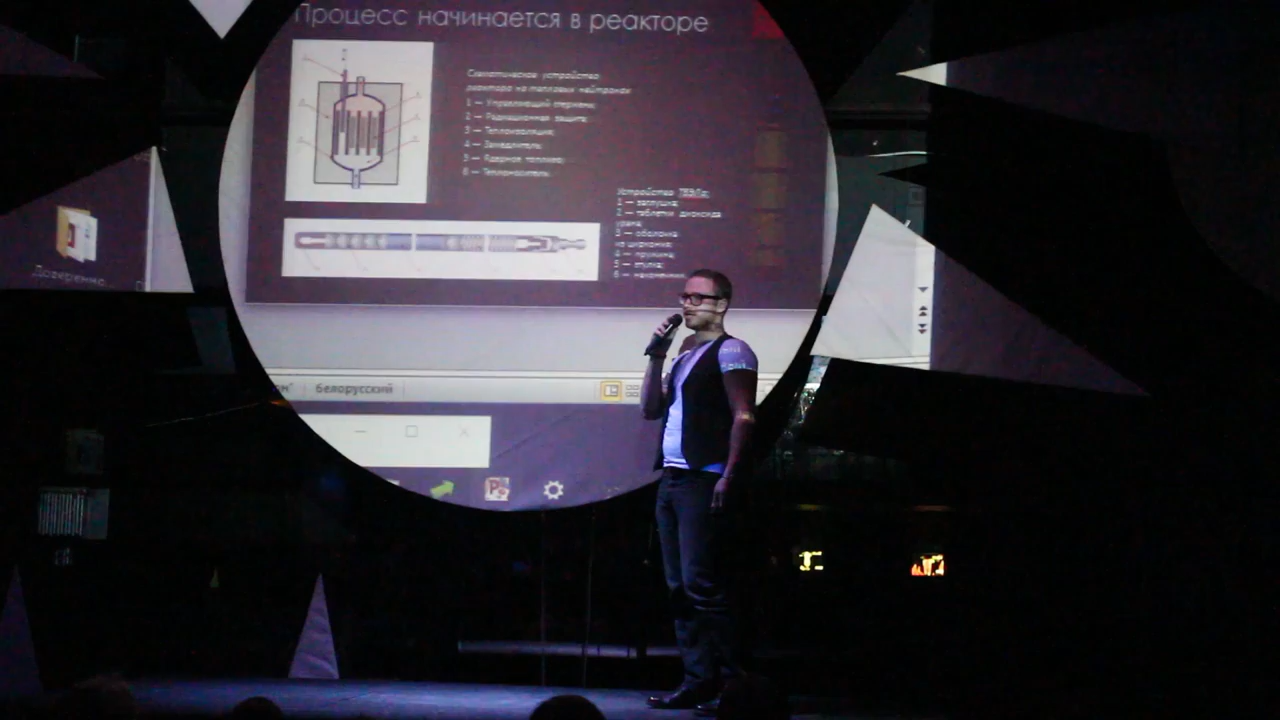 Процесс начинается в реакторе
Схематическое устройство
реактора на тепловых нейтронах
1 — Управляющий стержень;
2 — Радиационная защита;
3 — Теплоизоляция;
4 — Замедлитель;
5 — Ядерное топливо;
6 — Теплоноситель.
Устройство ТВЭЛа:
1 — заглушка;
2 — таблетки диоксида
урана;
3 — оболочка
из циркония;
4 — пружина;
5 — втулка;
6 — наконечник.
Доверенно...
белорусский